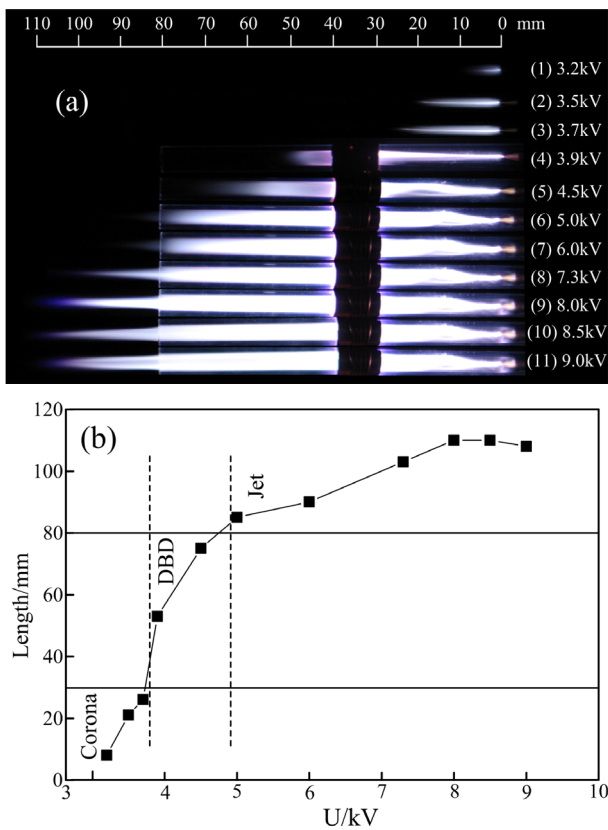 110 100 90 80 70 60 50 40 30 20 10 0 mm
(a)
(1) 3.2kV
(2) 3.5kV
(3) 3.7kV
(4) 3.9kV
(5) 4.5kV
(6) 5.0kV
(7) 6.0kV
(8) 7.3kV
(9) 8.0kV
(10) 8.5kV
(11) 9.0kV
(b)
120
100
80
60
40
20
0
Length/mm
Corona
DBD
Jet
3 4 5 6 7 8 9 10
U/kV